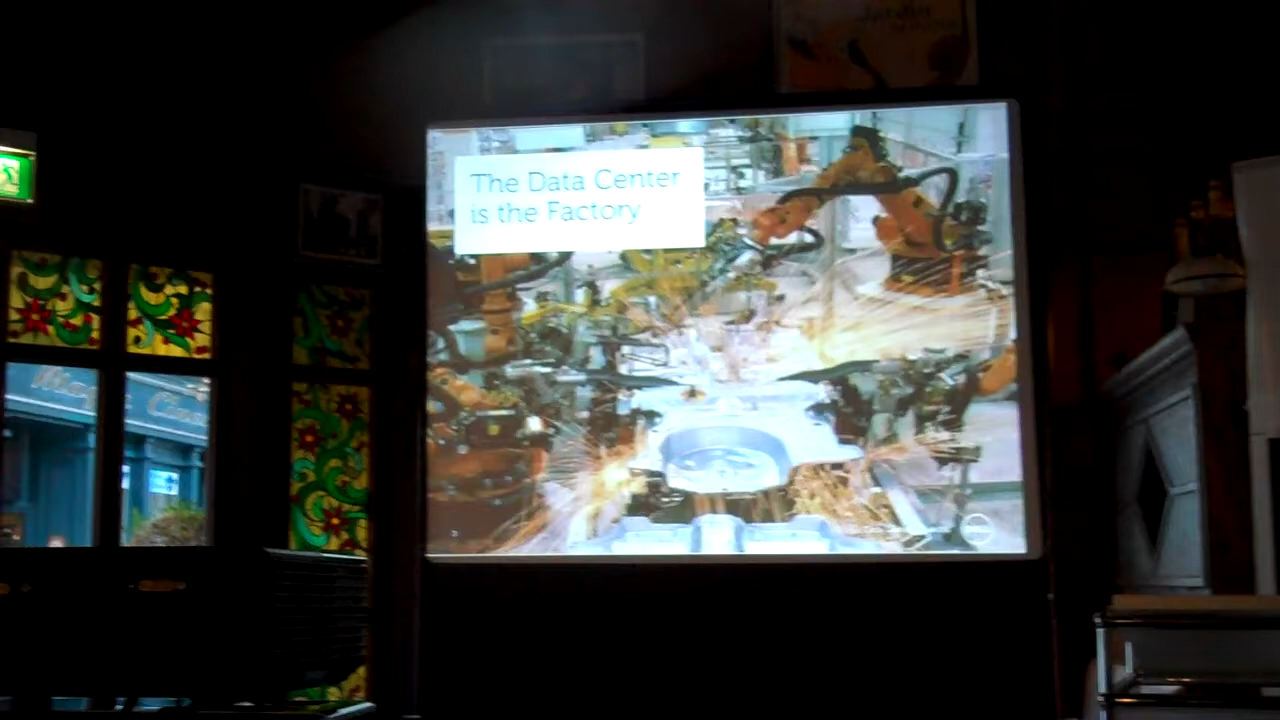 The Data Center
is the Factory